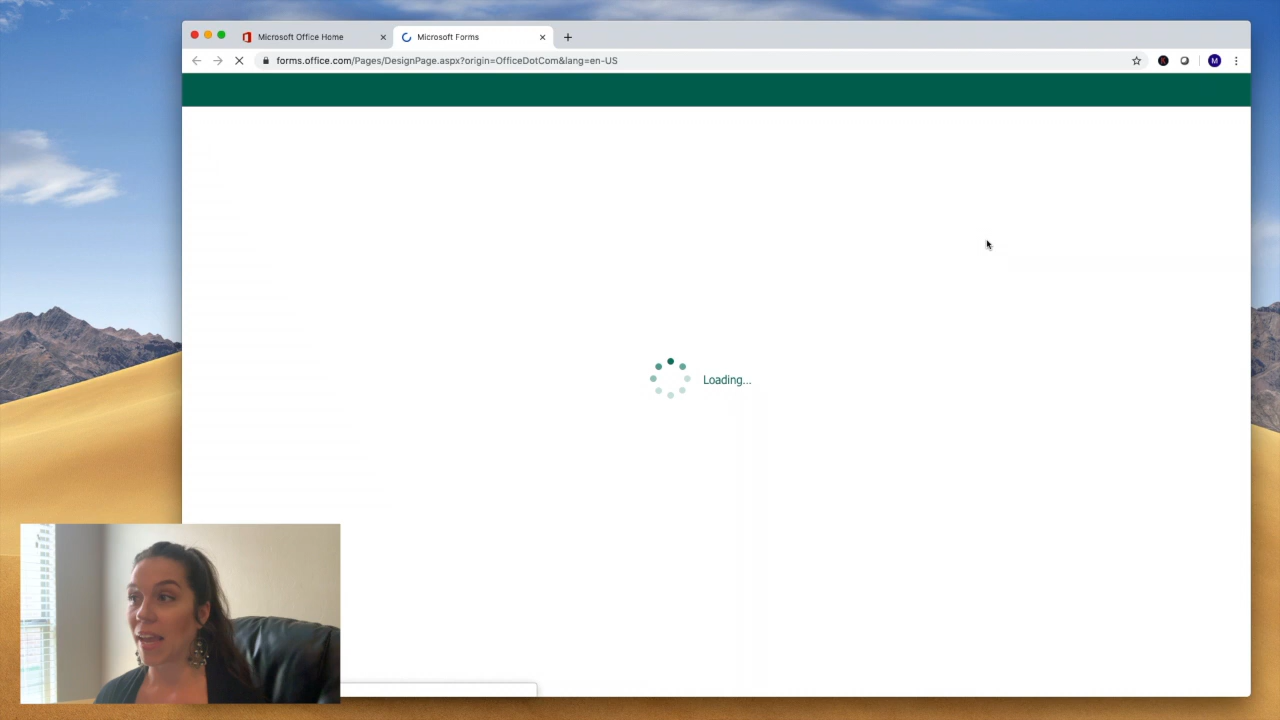 Microsoft Office Home
Microsoft Forms
forms.office.com/Pages/DesignPage.aspx?origin=OfficeDotCom&lang=en-US
M
Loading...